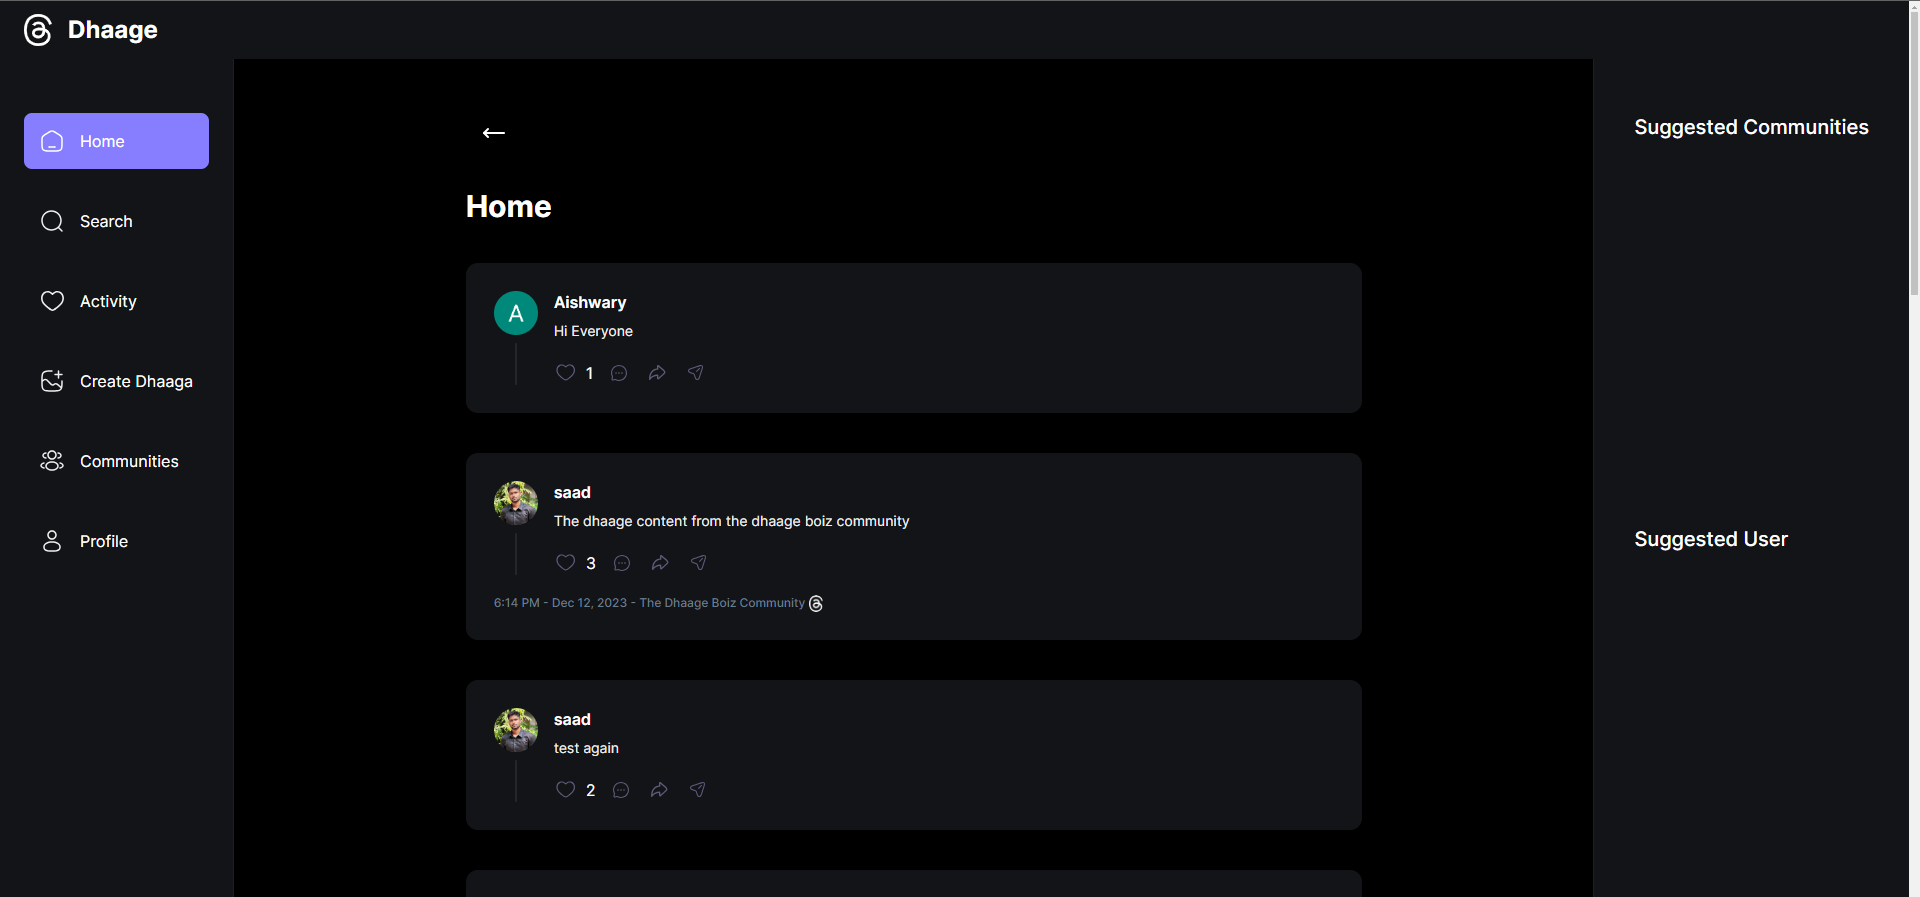 Dhaage
Home
Search
Activity
Create Dhaaga
Communities
Profile
Home
A
Aishwary
Hi Everyone
1
saad
The dhaage content from the dhaage boiz community
3
6:14 PM - Dec 12, 2023 - The Dhaage Boiz Community
saad
test again
2
Suggested Communities
Suggested User